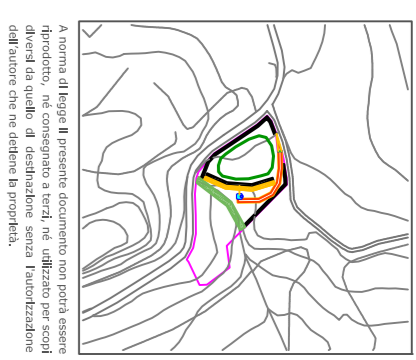 A norma di legge il presente documento non potrà essere
riprodotto, né consegnato a terzi, né utilizzato per scopi
diversi da quello di destinazione senza l'autorizzazione
dell'autore che ne detiene la proprietà.